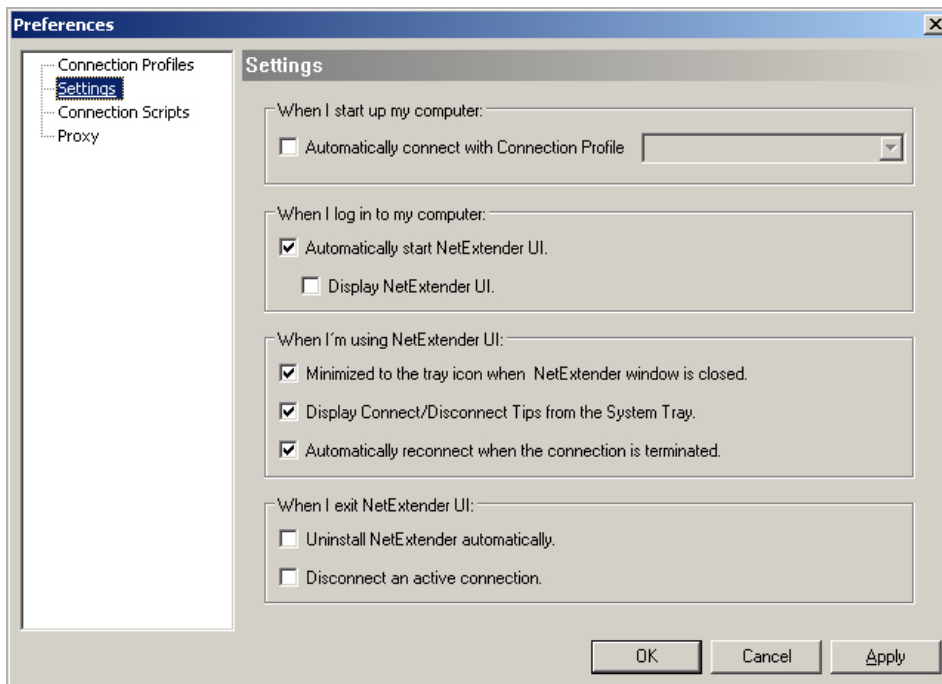 Preferences
Connection Profiles
Settings
Connection Scripts
Proxy
Settings
When I start up my computer:
Automatically connect with Connection Profile
When I log in to my computer:
Automatically start NetExtender UI.
Display NetExtender UI.
When I´m using NetExtender UI:
Minimized to the tray icon when  NetExtender window is closed.
Display Connect/Disconnect Tips from the System Tray.
Automatically reconnect when the connection is terminated.
When I exit NetExtender UI:
Uninstall NetExtender automatically.
Disconnect an active connection.
OK Cancel Apply